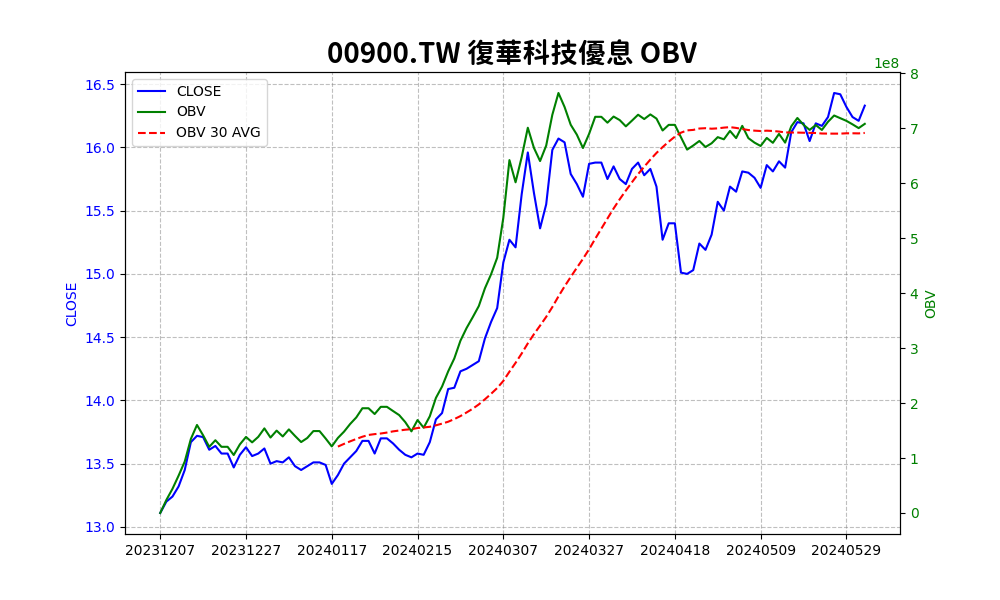 00900.TW 復華科技優息 OBV
1e8
CLOSE
OBV
OBV 30 AVG
16.5
16.0
15.5
15.0
14.5
14.0
13.5
13.0
CLOSE
8
7
6
5
4
3
2
1
0
OBV
20231207 20231227 20240117 20240215 20240307 20240327 20240418 20240509 20240529